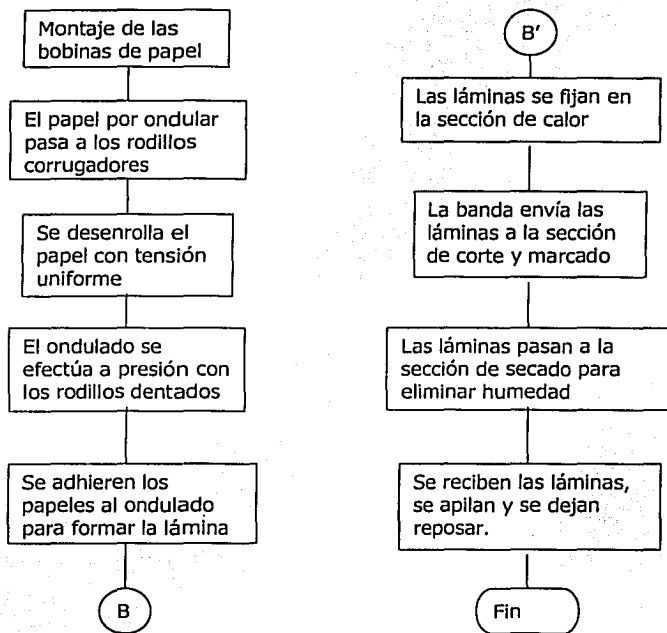 Montaje de las
bobinas de papel
El papel por ondular
pasa a los rodillos
corrugadores
Se desenrolla el
papel con tensión
uniforme
El ondulado se
efectúa a presión con
los rodillos dentados
Se adhieren los
papeles al ondulado
para formar la lámina
B
B'
Las láminas se fijan en
la sección de calor
La banda envía las
láminas a la sección
de corte y marcado
Las láminas pasan a la
sección de secado para
eliminar humedad
Se reciben las láminas,
se apilan y se dejan
reposar.
Fin